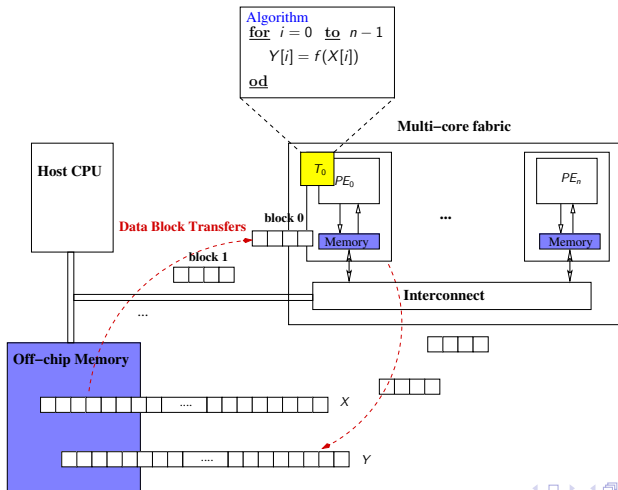 Algorithm
for i = 0 to n − 1
Y[i] = f(X[i])
od
Multi−core fabric
Host CPU
T0
PE0
PEn
...
block 0
Data Block Transfers
Memory
Memory
block 1
Interconnect
...
Off−chip Memory
....
X
....
Y